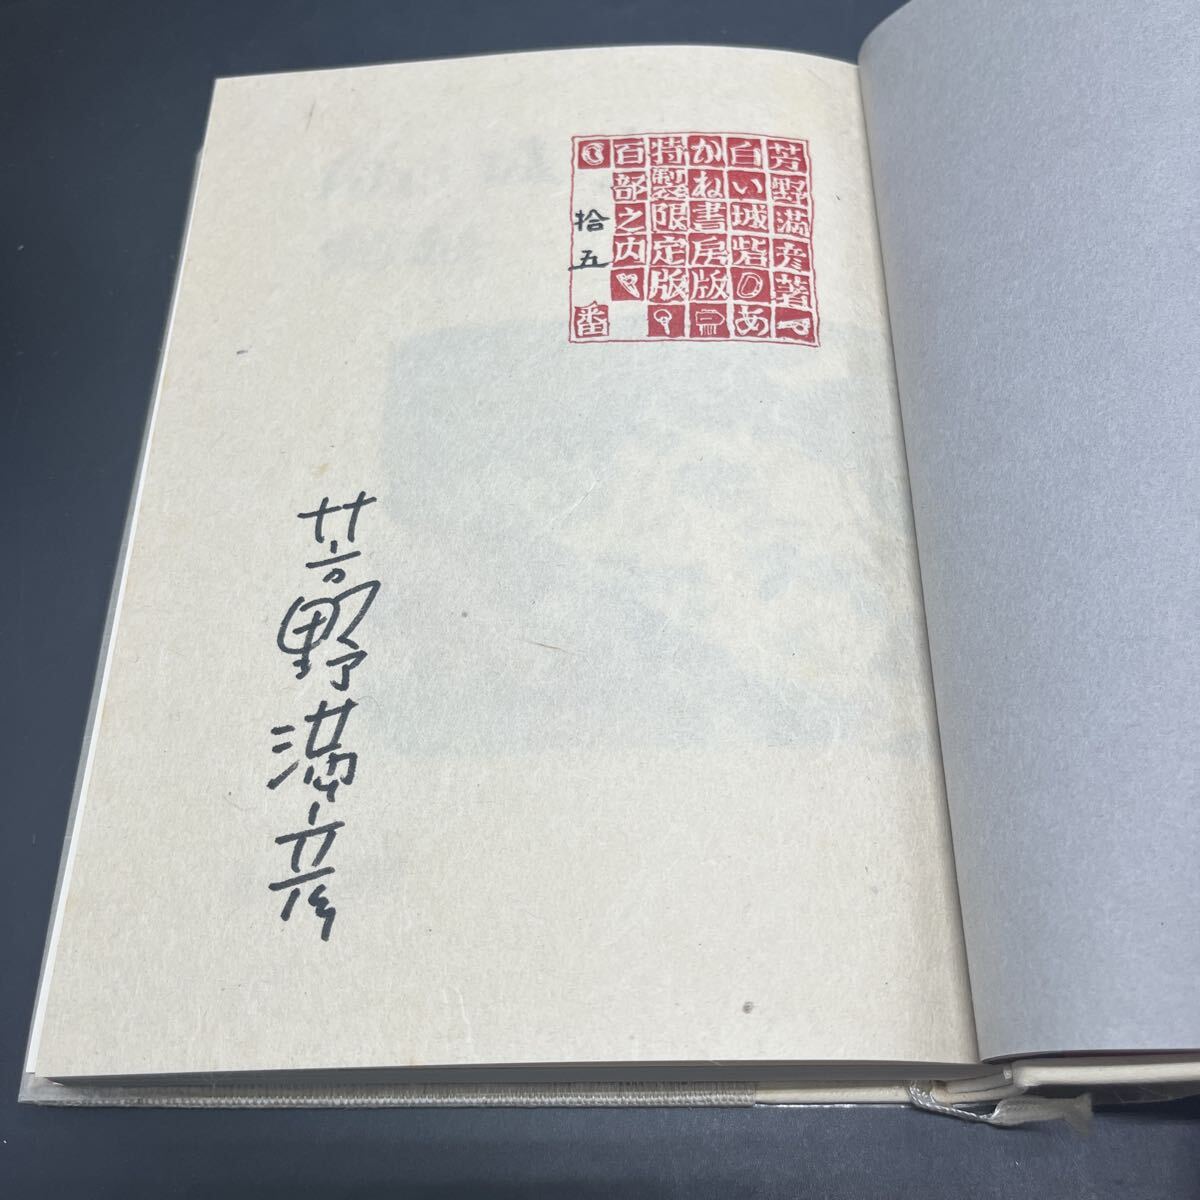 芳野満彦著
白い城砦 あ
かね書房版
特製限定版
百部之内
拾五番
芳野満彦